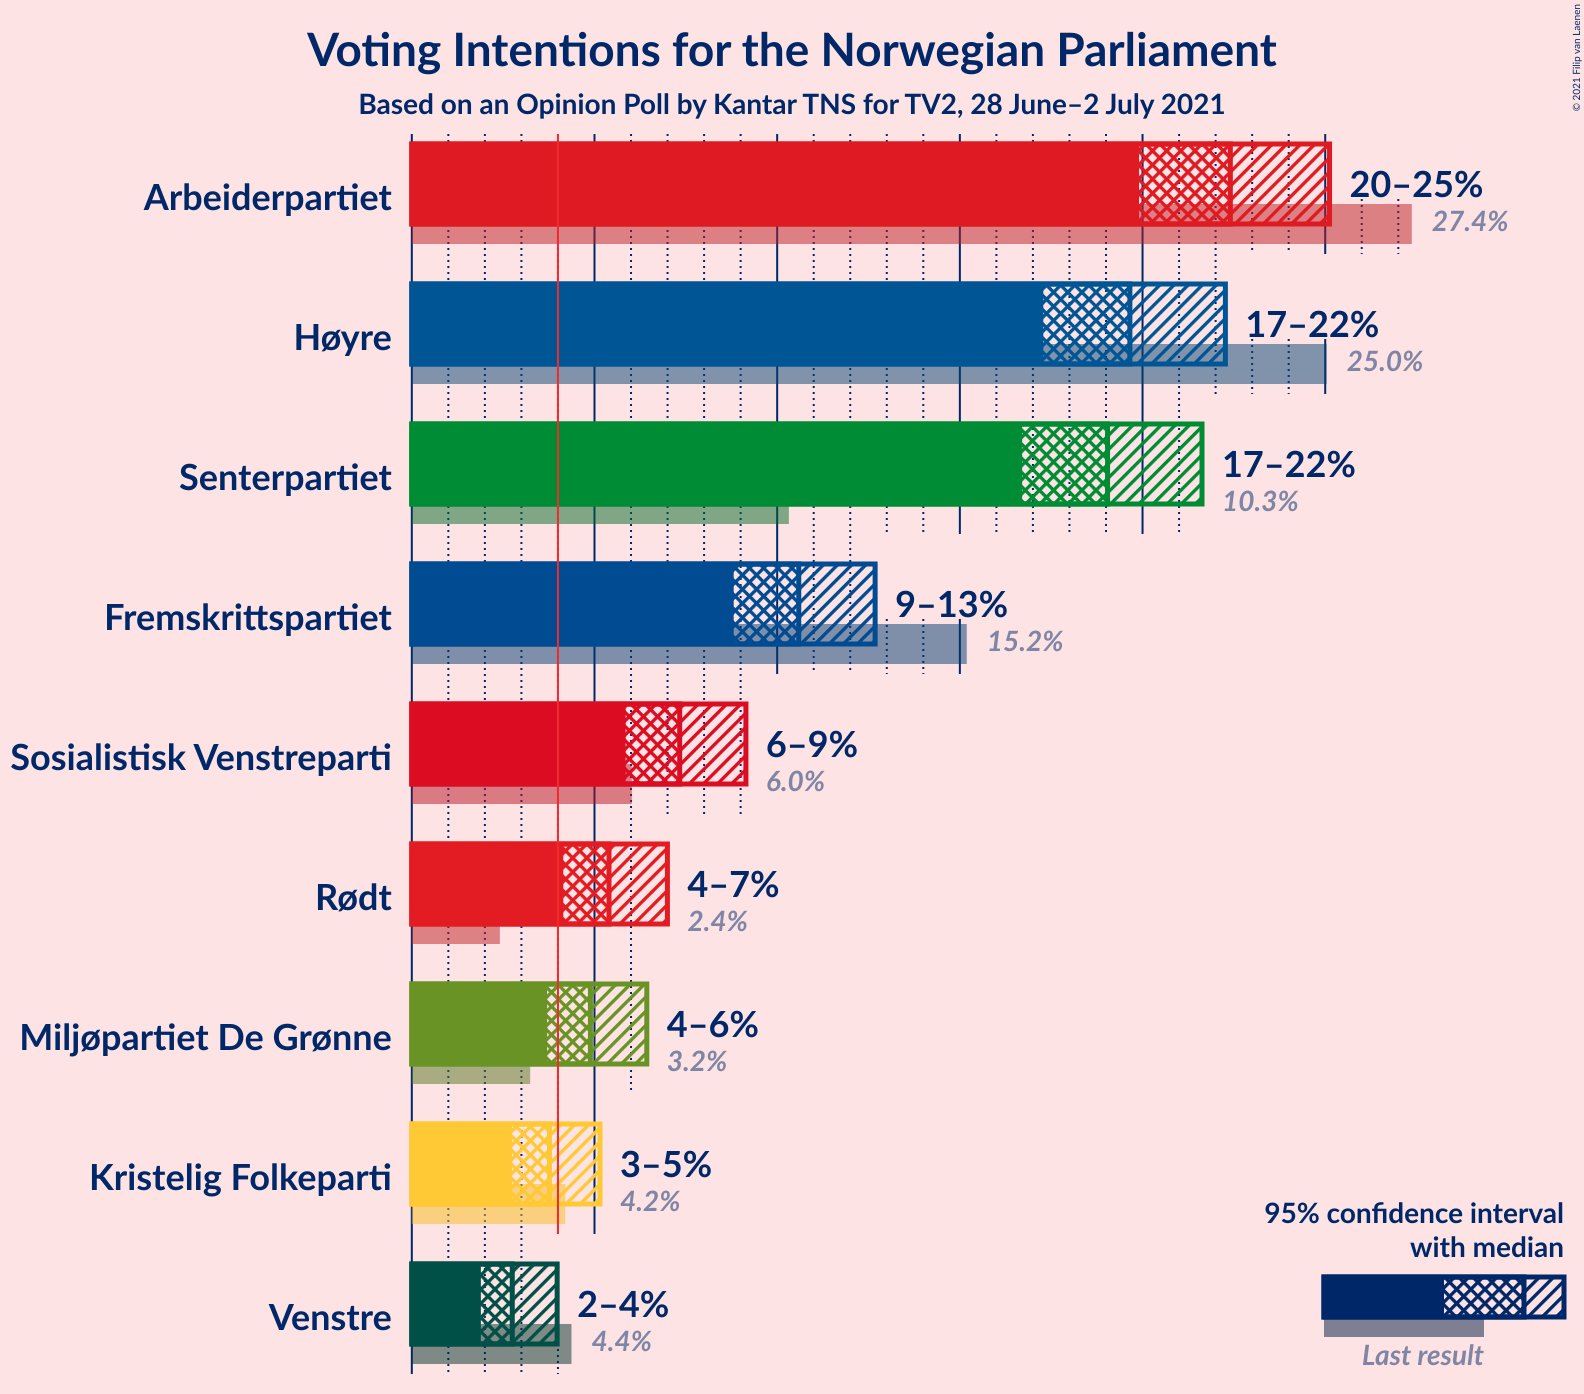 Voting Intentions for the Norwegian Parliament
Based on an Opinion Poll by Kantar TNS for TV2, 28 June–2 July 2021
© 2021 Filip van Laenen
Arbeiderpartiet
20–25%
27.4%
Høyre
17–22%
25.0%
Senterpartiet
17–22%
10.3%
Fremskrittspartiet
9–13%
15.2%
Sosialistisk Venstreparti
6–9%
6.0%
Rødt
4–7%
2.4%
Miljøpartiet De Grønne
4–6%
3.2%
Kristelig Folkeparti
3–5%
4.2%
Venstre
2–4%
4.4%
95% confidence interval
with median
Last result